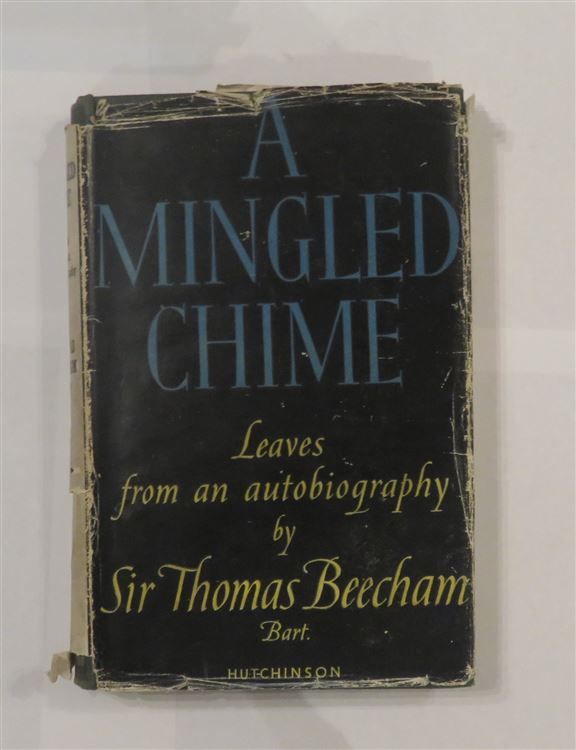 A
MINGLED
CHIME
Leaves
from an autobiography
by
Sir Thomas Beecham
Bart.
HUTCHINSON